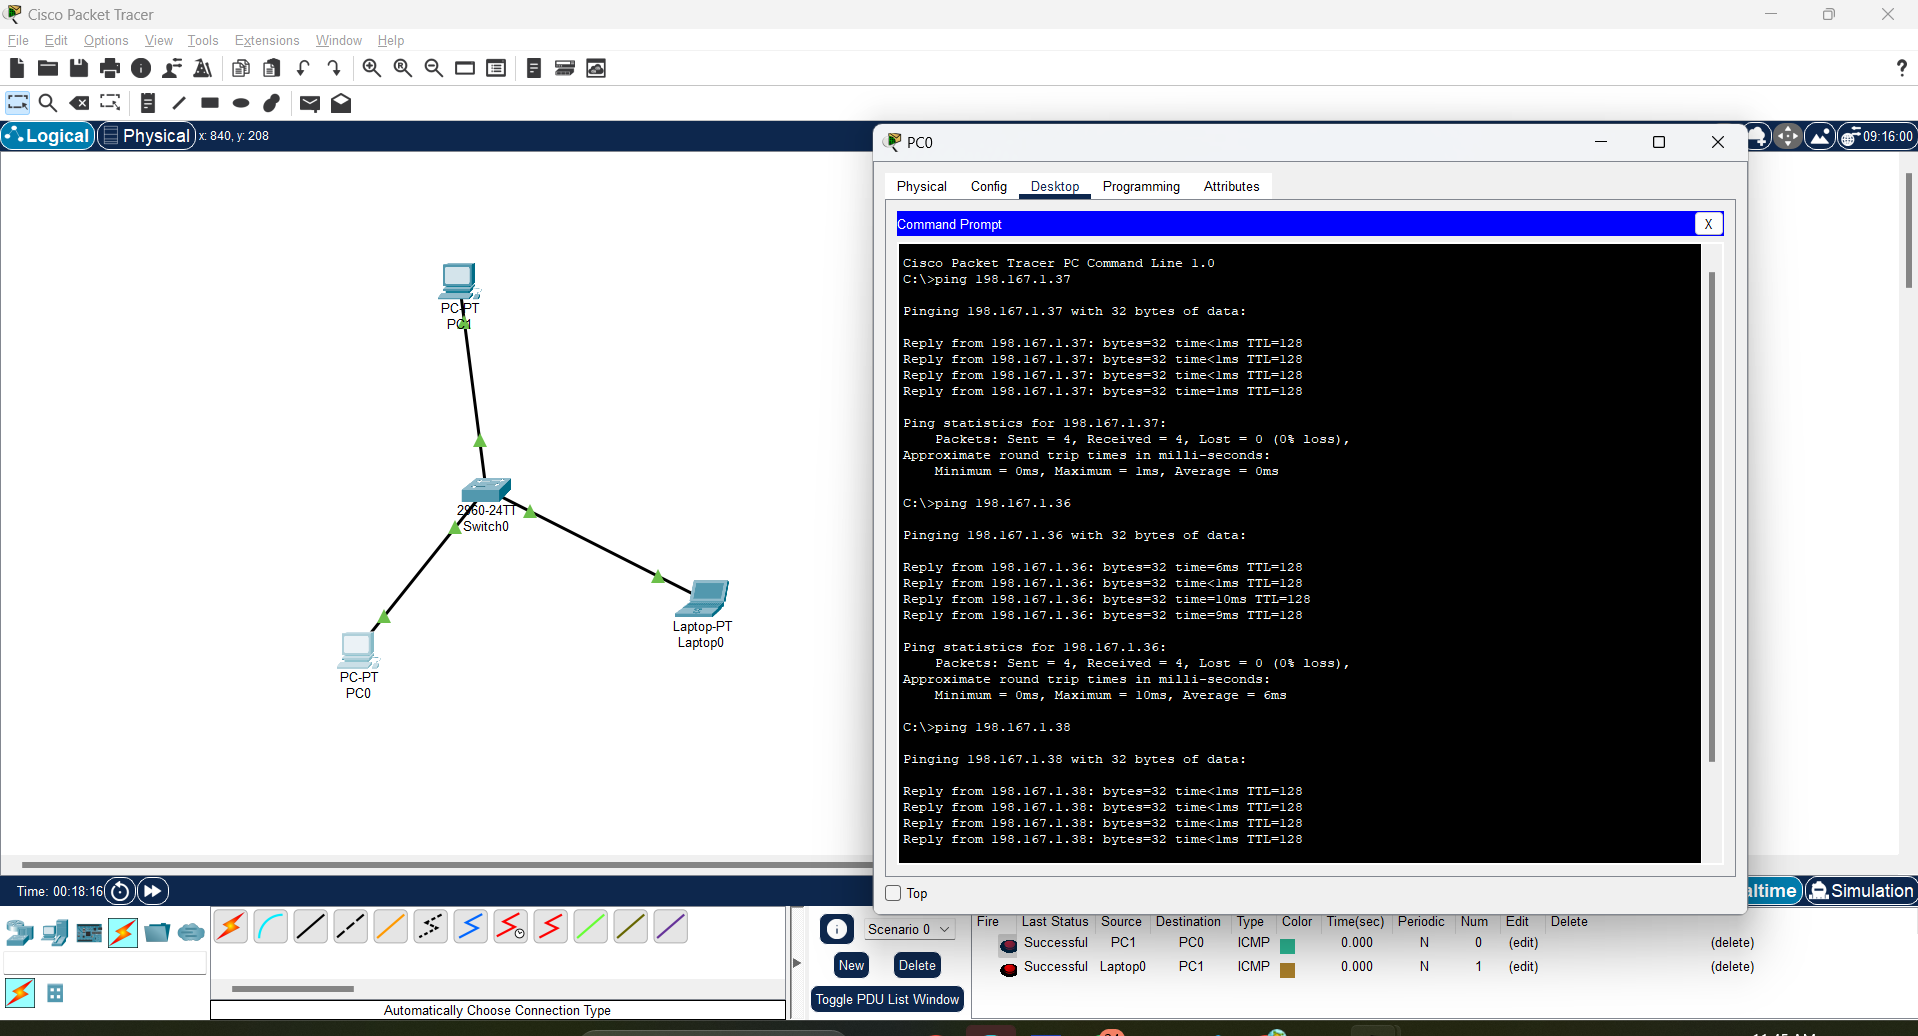 Cisco Packet Tracer
File Edit Options View Tools Extensions Window Help
?
Logical Physical x: 840, y: 208
09:16:00
PC-PT
PC1
2960-24TT
Switch0
Laptop-PT
Laptop0
PC-PT
PC0
PC0
Physical Config Desktop Programming Attributes
Command Prompt X
Cisco Packet Tracer PC Command Line 1.0
C:\>ping 198.167.1.37
Pinging 198.167.1.37 with 32 bytes of data:
Reply from 198.167.1.37: bytes=32 time<1ms TTL=128
Reply from 198.167.1.37: bytes=32 time<1ms TTL=128
Reply from 198.167.1.37: bytes=32 time<1ms TTL=128
Reply from 198.167.1.37: bytes=32 time=1ms TTL=128
Ping statistics for 198.167.1.37:
Packets: Sent = 4, Received = 4, Lost = 0 (0% loss),
Approximate round trip times in milli-seconds:
Minimum = 0ms, Maximum = 1ms, Average = 0ms
C:\>ping 198.167.1.36
Pinging 198.167.1.36 with 32 bytes of data:
Reply from 198.167.1.36: bytes=32 time=6ms TTL=128
Reply from 198.167.1.36: bytes=32 time<1ms TTL=128
Reply from 198.167.1.36: bytes=32 time=10ms TTL=128
Reply from 198.167.1.36: bytes=32 time=9ms TTL=128
Ping statistics for 198.167.1.36:
Packets: Sent = 4, Received = 4, Lost = 0 (0% loss),
Approximate round trip times in milli-seconds:
Minimum = 0ms, Maximum = 10ms, Average = 6ms
C:\>ping 198.167.1.38
Pinging 198.167.1.38 with 32 bytes of data:
Reply from 198.167.1.38: bytes=32 time<1ms TTL=128
Reply from 198.167.1.38: bytes=32 time<1ms TTL=128
Reply from 198.167.1.38: bytes=32 time<1ms TTL=128
Reply from 198.167.1.38: bytes=32 time<1ms TTL=128
Top
Time: 00:18:16
altime Simulation
Scenario 0
New Delete
Toggle PDU List Window
Fire Last Status Source Destination Type Color Time(sec) Periodic Num Edit Delete
Successful PC1 PC0 ICMP 0.000 N 0 (edit) (delete)
Successful Laptop0 PC1 ICMP 0.000 N 1 (edit) (delete)
Automatically Choose Connection Type